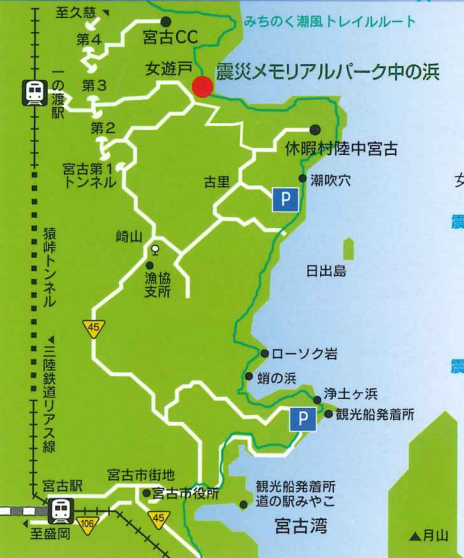 至久慈
みちのく潮風トレイルルート
宮古CC
第4
女遊戸
震災メモリアルパーク中の浜
一の渡駅
第3
第2
休暇村陸中宮古
宮古第1
トンネル
古里
潮吹穴
P
女
震
崎山
猿峠トンネル
漁協
支所
日出島
45
三陸鉄道リアス線
ローソク岩
震
蛸の浜
浄土ヶ浜
P
観光船発着所
宮古駅
宮古市街地
宮古市役所
観光船発着所
道の駅みやこ
106
45
至盛岡
宮古湾
月山